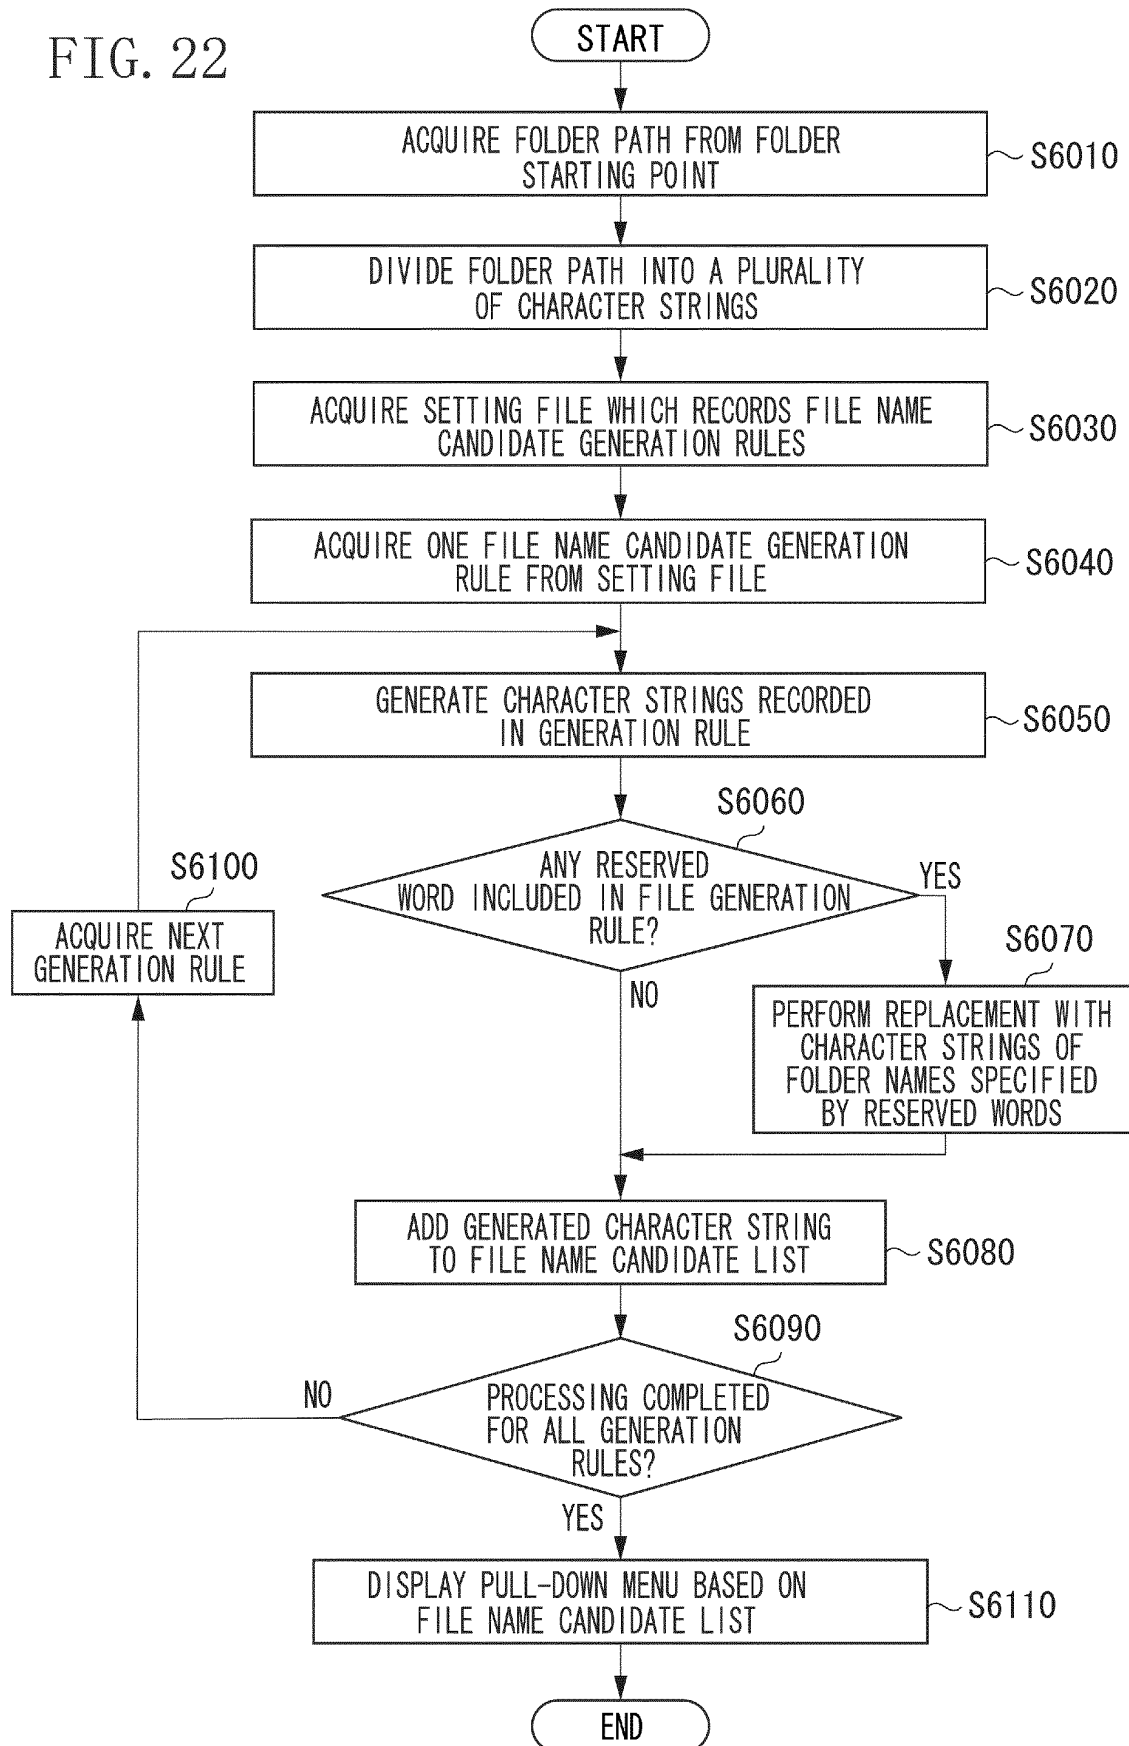 FIG. 22
START
ACQUIRE FOLDER PATH FROM FOLDER
STARTING POINT
S6010
DIVIDE FOLDER PATH INTO A PLURALITY
OF CHARACTER STRINGS
S6020
ACQUIRE SETTING FILE WHICH RECORDS FILE NAME
CANDIDATE GENERATION RULES
S6030
ACQUIRE ONE FILE NAME CANDIDATE GENERATION
RULE FROM SETTING FILE
S6040
GENERATE CHARACTER STRINGS RECORDED
IN GENERATION RULE
S6050
S6060
ANY RESERVED
WORD INCLUDED IN FILE GENERATION
RULE?
YES
NO
S6100
ACQUIRE NEXT
GENERATION RULE
S6070
PERFORM REPLACEMENT WITH
CHARACTER STRINGS OF
FOLDER NAMES SPECIFIED
BY RESERVED WORDS
ADD GENERATED CHARACTER STRING
TO FILE NAME CANDIDATE LIST
S6080
S6090
PROCESSING COMPLETED
FOR ALL GENERATION
RULES?
NO
YES
DISPLAY PULL-DOWN MENU BASED ON
FILE NAME CANDIDATE LIST
S6110
END